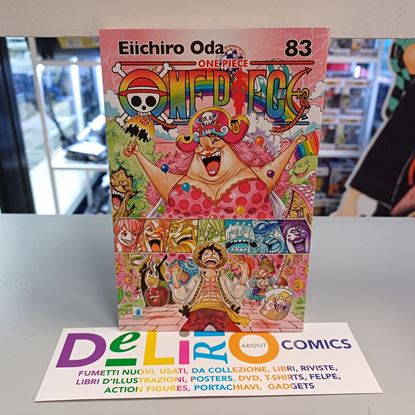 Eiichiro Oda 83
ONE PIECE
ONE PIECE
DeLiRiO ABOUT COMICS
FUMETTI NUOVI, USATI, DA COLLEZIONE, LIBRI, RIVISTE,
LIBRI D'ILLUSTRAZIONI, POSTERS, DVD, T-SHIRTS, FELPE,
ACTION FIGURES, PORTACHIAVI, GADGETS